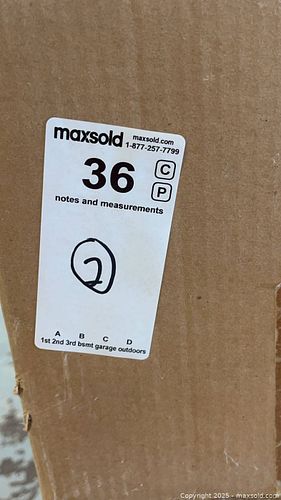 maxsold maxsold.com
1-877-257-7799
36 C
P
notes and measurements
2
A B C D
1st 2nd 3rd bsmt garage outdoors
Copyright 2025 - maxsold.com